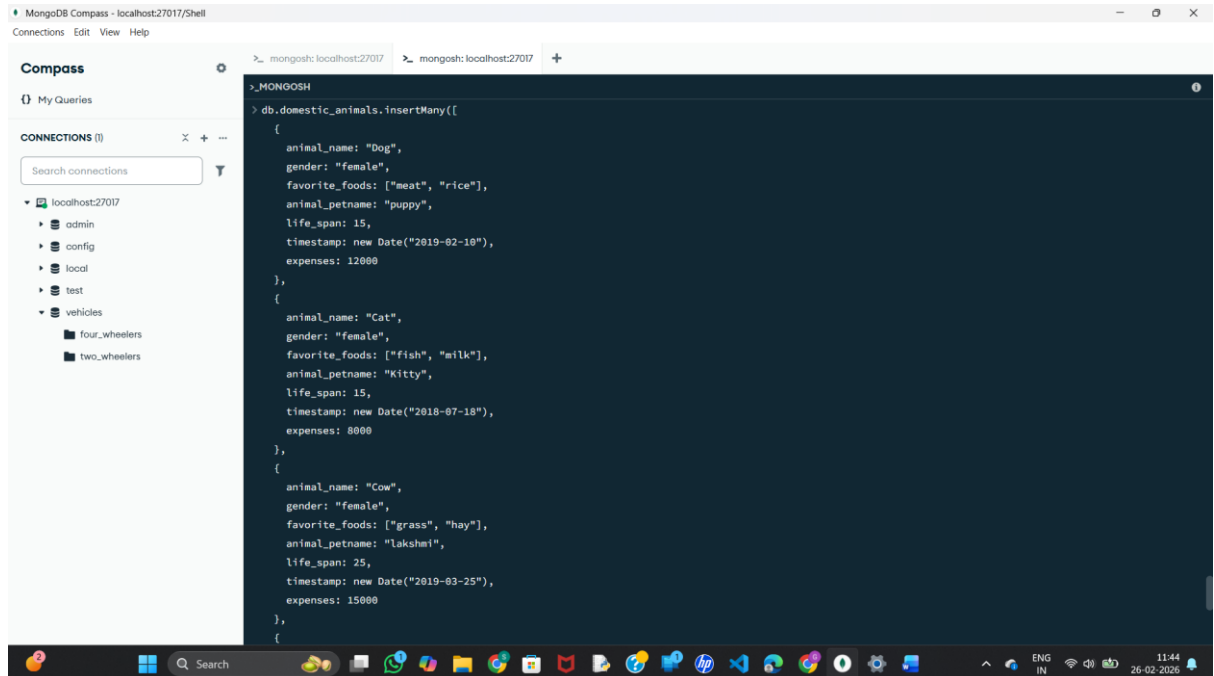 MongoDB Compass - localhost:27017/Shell
Connections Edit View Help
Compass
{} My Queries
CONNECTIONS (1)
Search connections
localhost:27017
admin
config
local
test
vehicles
four_wheelers
two_wheelers
>_ mongosh: localhost:27017 >_ mongosh: localhost:27017 +
>_MONGOSH
> db.domestic_animals.insertMany([
{
animal_name: "Dog",
gender: "female",
favorite_foods: ["meat", "rice"],
animal_petname: "puppy",
life_span: 15,
timestamp: new Date("2019-02-10"),
expenses: 12000
},
{
animal_name: "Cat",
gender: "female",
favorite_foods: ["fish", "milk"],
animal_petname: "Kitty",
life_span: 15,
timestamp: new Date("2018-07-18"),
expenses: 8000
},
{
animal_name: "Cow",
gender: "female",
favorite_foods: ["grass", "hay"],
animal_petname: "lakshmi",
life_span: 25,
timestamp: new Date("2019-03-25"),
expenses: 15000
},
{
2
Search
1
1
ENG
IN
11:44
26-02-2026